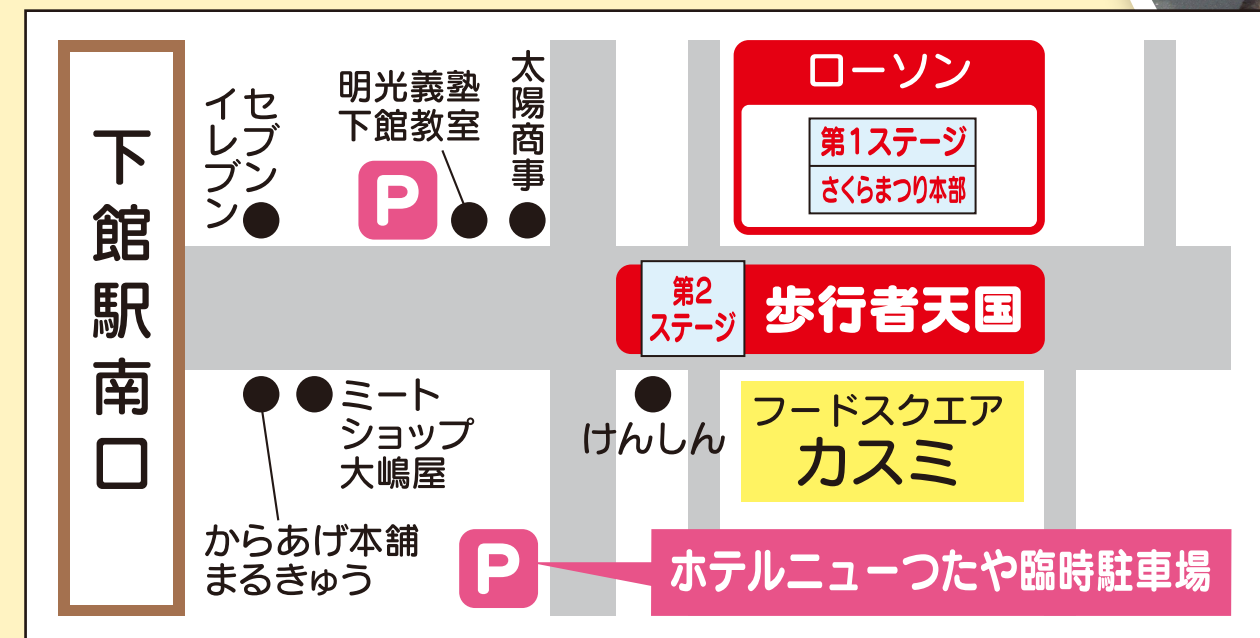 下館駅南口
セブン
イレブン
明光義塾
下館教室
P
太陽商事
ローソン
第1ステージ
さくらまつり本部
第2
ステージ
歩行者天国
ミート
ショップ
大嶋屋
からあげ本舗
まるきゅう
けんしん
フードスクエア
カスミ
P
ホテルニューつたや臨時駐車場